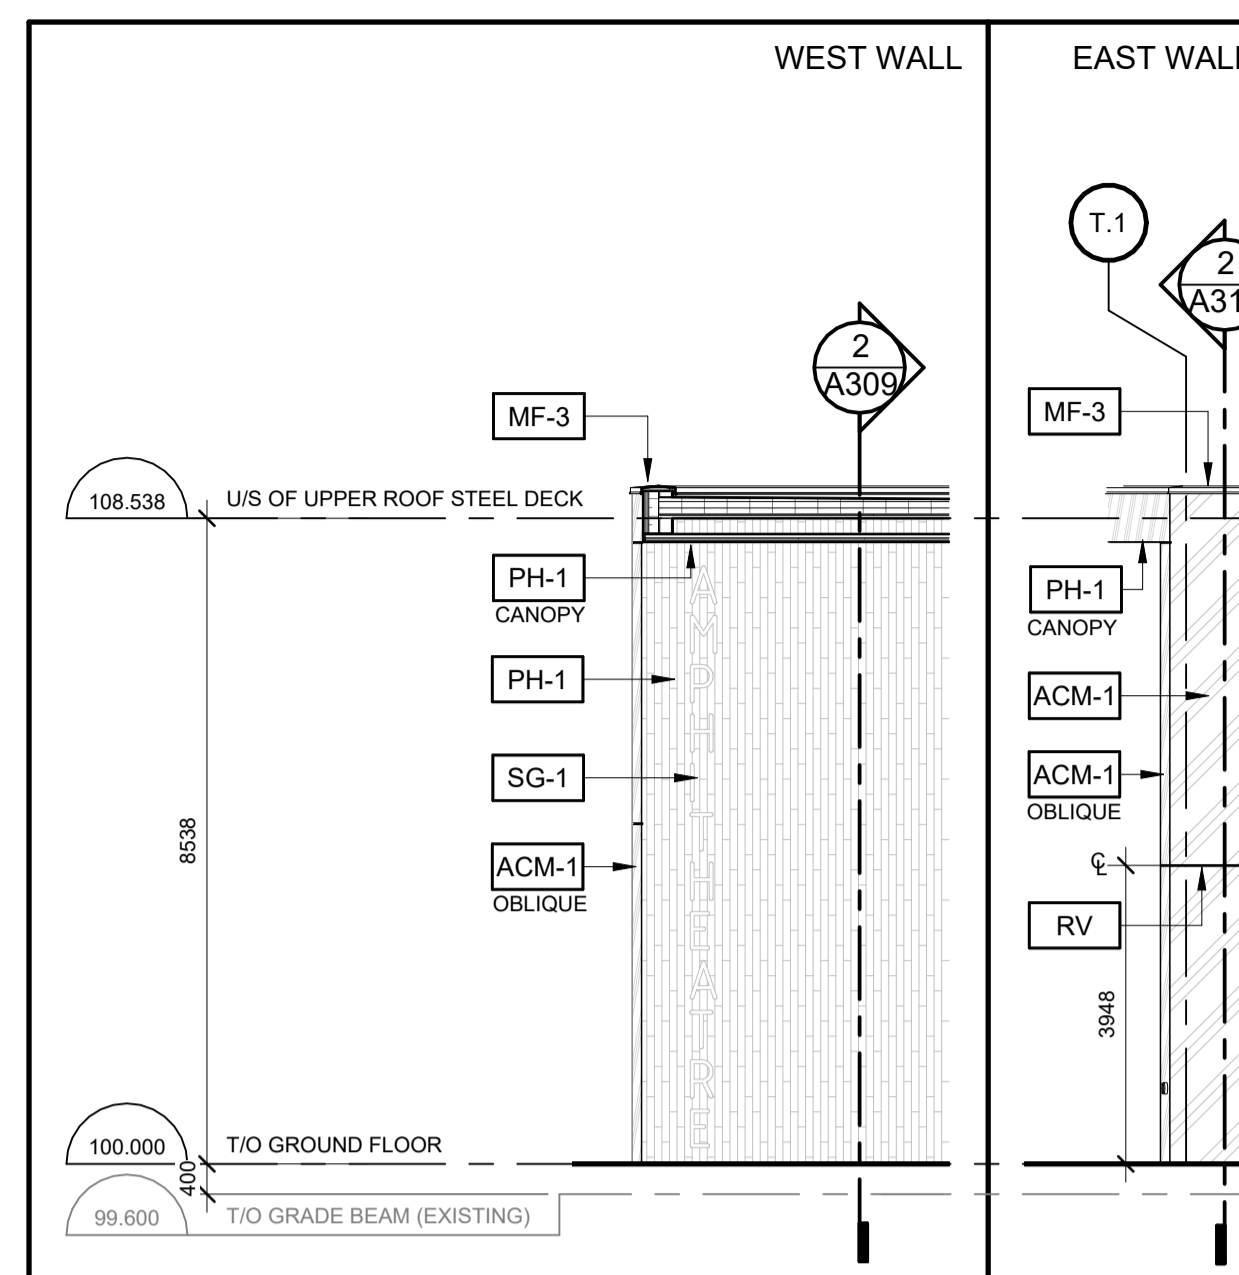 WEST WALL
EAST WALL
T.1
2
A31
2
A309
MF-3
MF-3
108.538
U/S OF UPPER ROOF STEEL DECK
PH-1
CANOPY
PH-1
CANOPY
PH-1
ACM-1
SG-1
ACM-1
OBLIQUE
8538
ACM-1
OBLIQUE
℄
RV
3948
AMPHITHEATRE
100.000
T/O GROUND FLOOR
400
99.600
T/O GRADE BEAM (EXISTING)